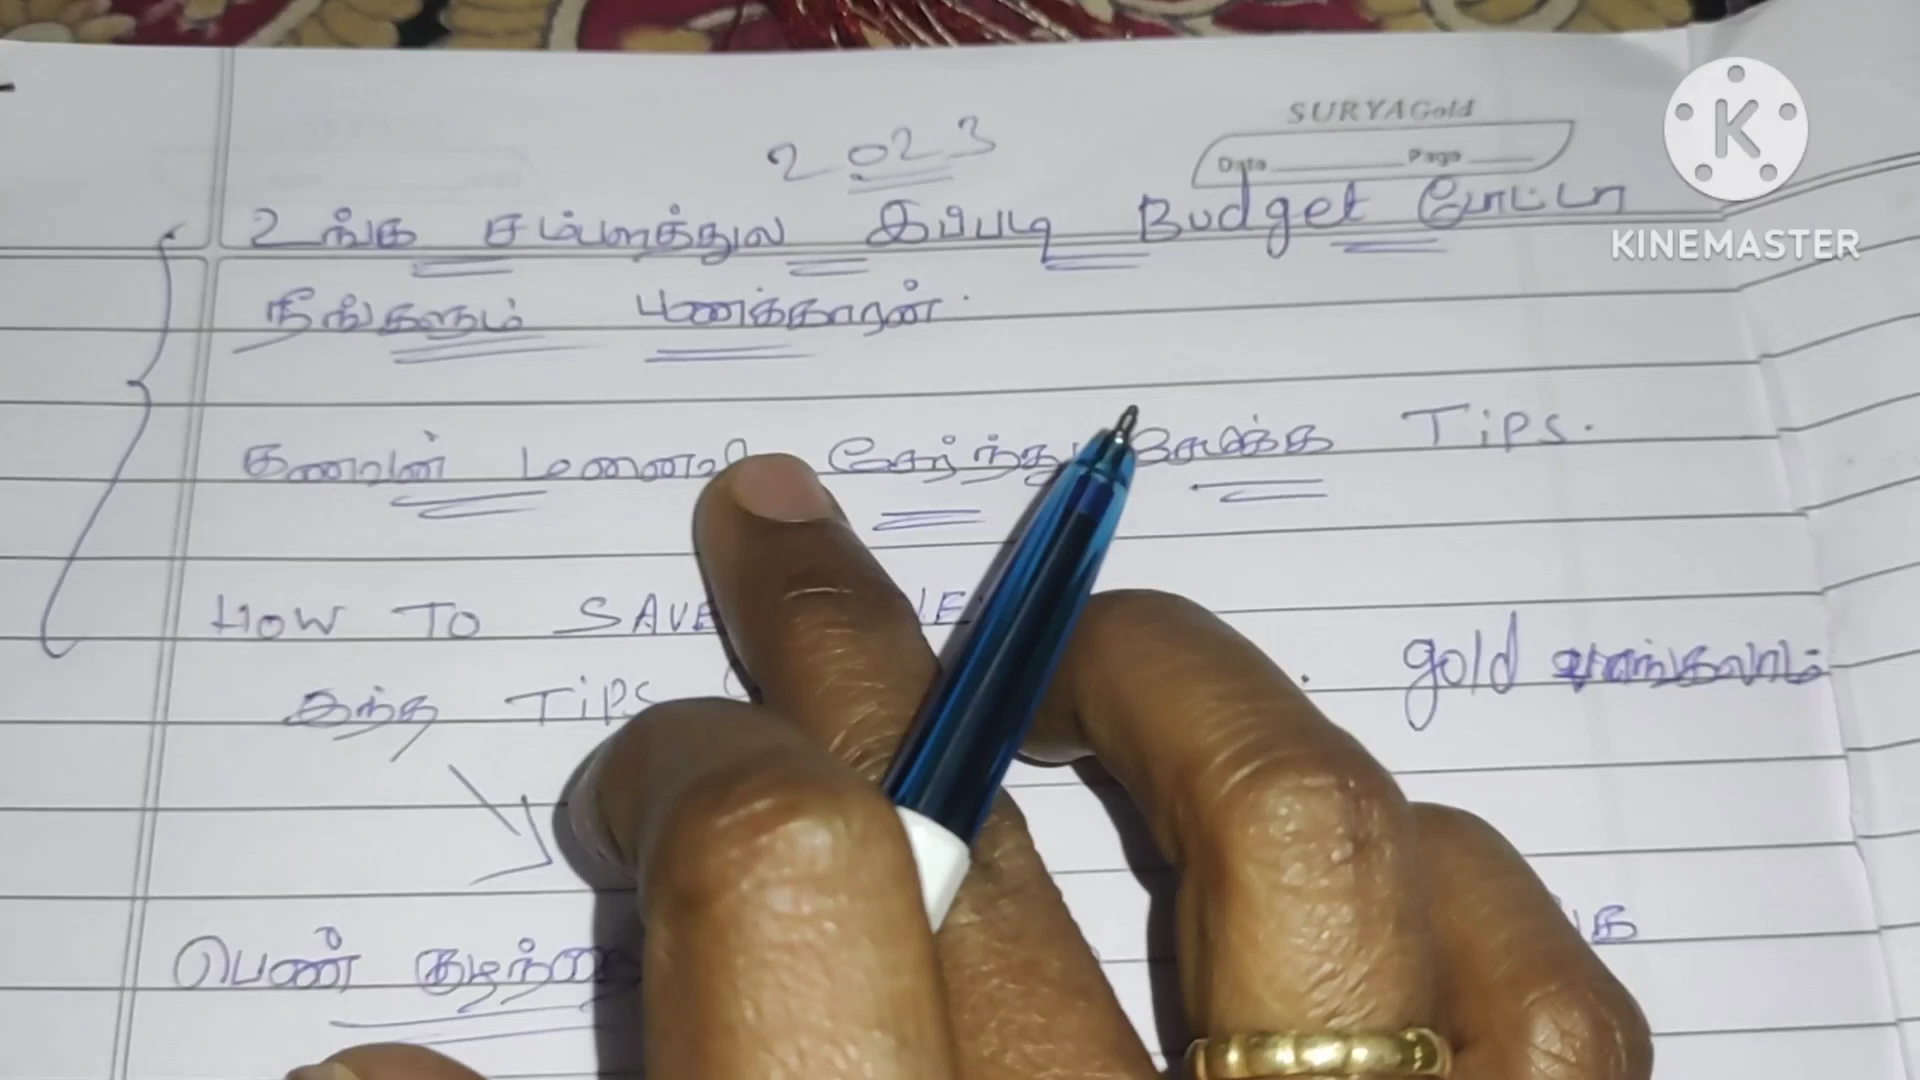 SURYAGold
Date Page
2023
KINEMASTER
உங்க சம்பளத்துல இப்படி Budget போட்டா
நீங்களும் பணக்காரன்.
கணவன் மனைவி சேர்ந்து சேமிக்க Tips.
HOW TO SAVE
இந்த Tips gold வாங்கலாம்
பெண் குழந்தை